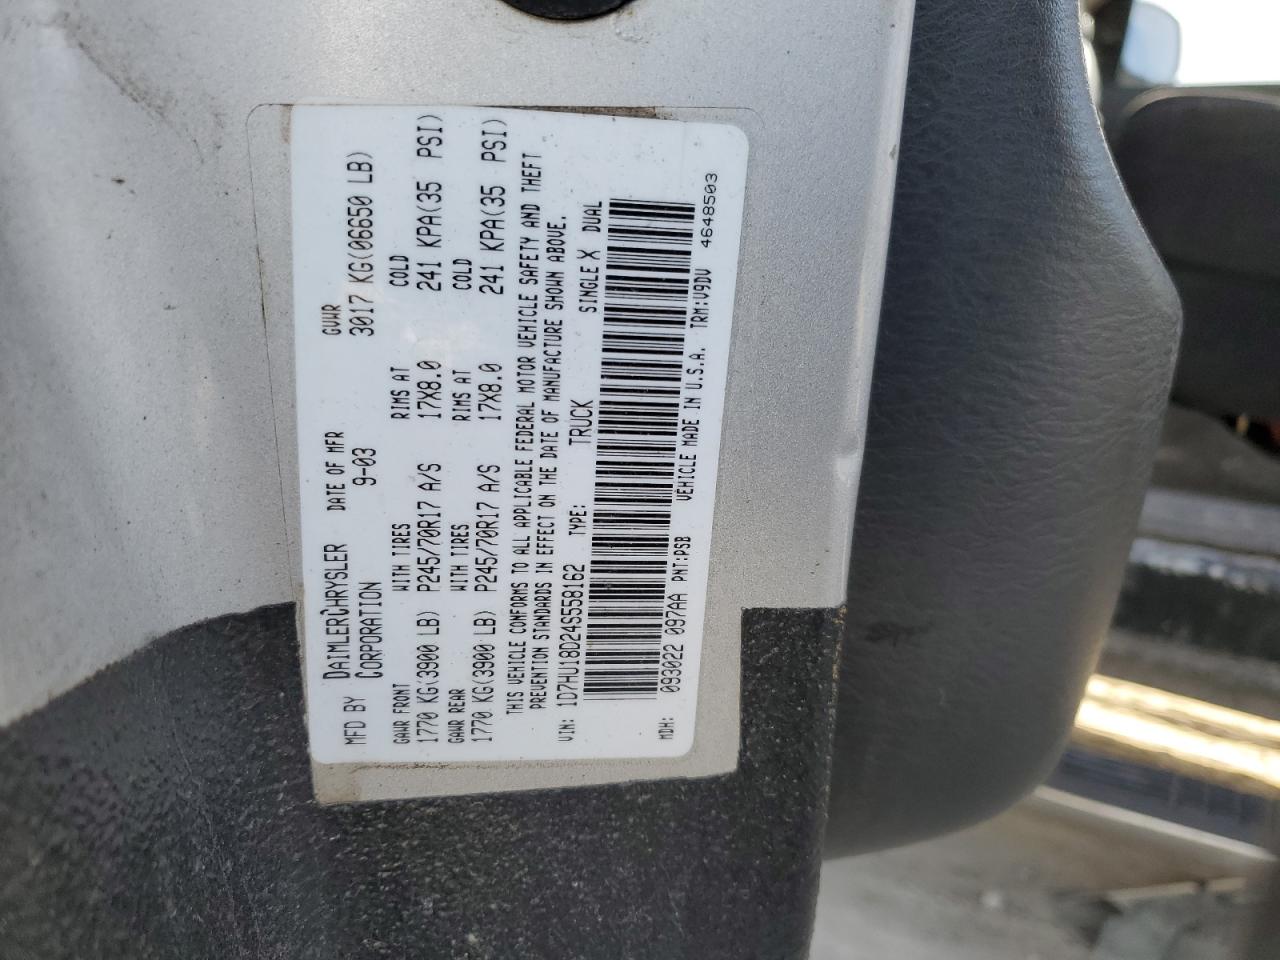 MFD BY DAIMLERCHRYSLER CORPORATION DATE OF MFR 9-03 GVWR 3017 KG(06650 LB)
GAWR FRONT WITH TIRES RIMS AT COLD
1770 KG(3900 LB) P245/70R17 A/S 17X8.0 241 KPA(35 PSI)
GAWR REAR WITH TIRES RIMS AT COLD
1770 KG(3900 LB) P245/70R17 A/S 17X8.0 241 KPA(35 PSI)
THIS VEHICLE CONFORMS TO ALL APPLICABLE FEDERAL MOTOR VEHICLE SAFETY AND THEFT
PREVENTION STANDARDS IN EFFECT ON THE DATE OF MANUFACTURE SHOWN ABOVE.
VIN: 1D7HU18D24S558162 TYPE: TRUCK SINGLE X DUAL
MDH: 093022 097AA PNT:PSB VEHICLE MADE IN U.S.A. TRM:V9DV 4648503